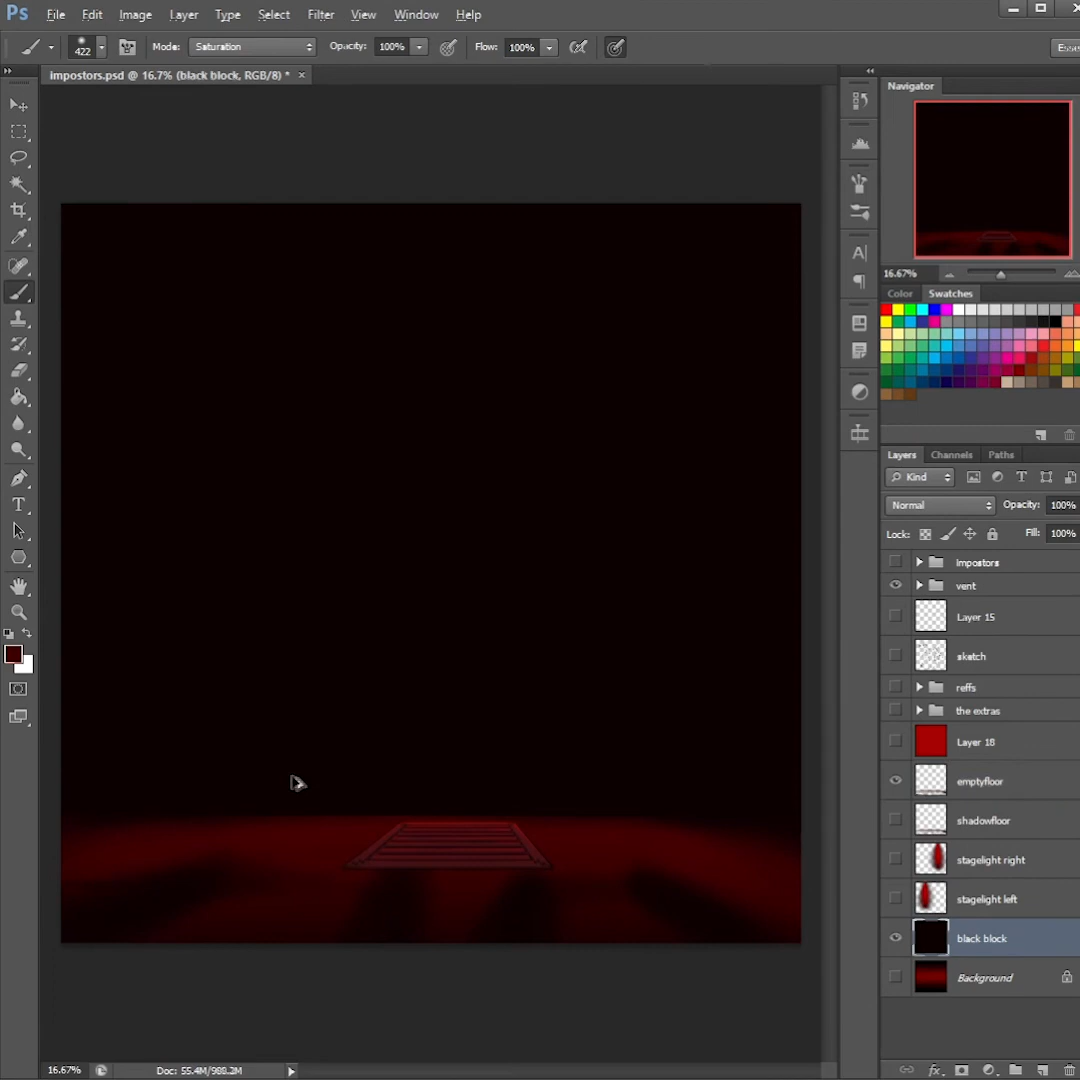 Ps File Edit Image Layer Type Select Filter View Window Help
422 Mode: Saturation Opacity: 100% Flow: 100%
impostors.psd @ 16.7% (black block, RGB/8) * ×
Navigator
16.67%
Color Swatches
Layers Channels Paths
Kind
Normal Opacity: 100%
Lock: Fill: 100%
Impostors
vent
Layer 15
sketch
reffs
the extras
Layer 18
emptyfloor
shadowfloor
stagelight right
stagelight left
black block
Background
16.67% Doc: 55.4M/988.2M